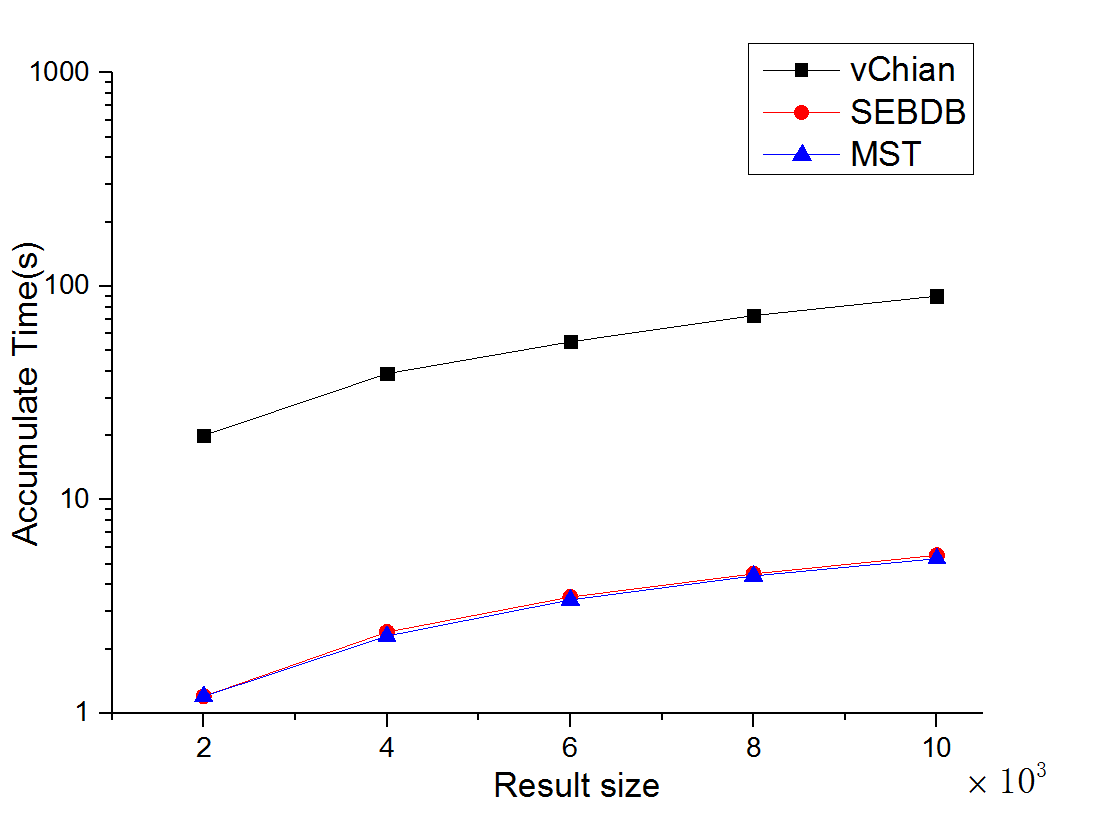 vChian
SEBDB
MST
Accumulate Time(s)
1000
100
10
1
2 4 6 8 10
Result size
× 10³